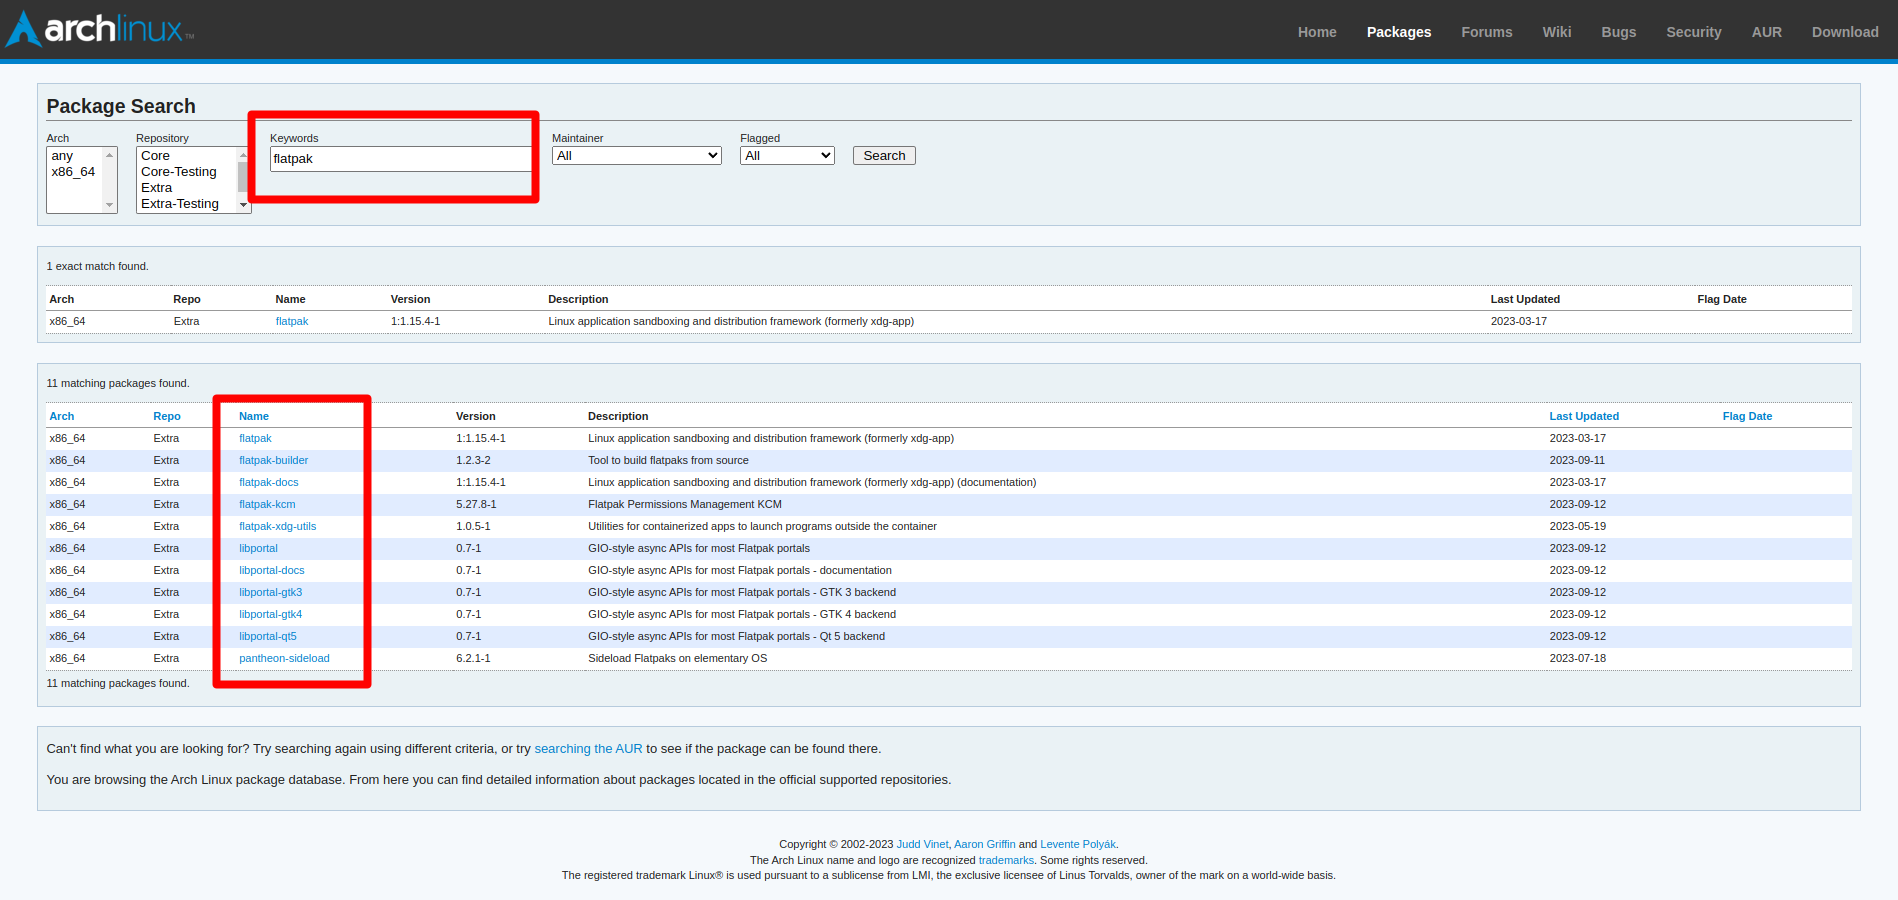 archlinux™
Home Packages Forums Wiki Bugs Security AUR Download
Package Search
Arch Repository Keywords Maintainer Flagged
any Core flatpak All All Search
x86_64 Core-Testing
Extra
Extra-Testing
1 exact match found.
Arch Repo Name Version Description Last Updated Flag Date
x86_64 Extra flatpak 1:1.15.4-1 Linux application sandboxing and distribution framework (formerly xdg-app) 2023-03-17
11 matching packages found.
Arch Repo Name Version Description Last Updated Flag Date
x86_64 Extra flatpak 1:1.15.4-1 Linux application sandboxing and distribution framework (formerly xdg-app) 2023-03-17
x86_64 Extra flatpak-builder 1.2.3-2 Tool to build flatpaks from source 2023-09-11
x86_64 Extra flatpak-docs 1:1.15.4-1 Linux application sandboxing and distribution framework (formerly xdg-app) (documentation) 2023-03-17
x86_64 Extra flatpak-kcm 5.27.8-1 Flatpak Permissions Management KCM 2023-09-12
x86_64 Extra flatpak-xdg-utils 1.0.5-1 Utilities for containerized apps to launch programs outside the container 2023-05-19
x86_64 Extra libportal 0.7-1 GIO-style async APIs for most Flatpak portals 2023-09-12
x86_64 Extra libportal-docs 0.7-1 GIO-style async APIs for most Flatpak portals - documentation 2023-09-12
x86_64 Extra libportal-gtk3 0.7-1 GIO-style async APIs for most Flatpak portals - GTK 3 backend 2023-09-12
x86_64 Extra libportal-gtk4 0.7-1 GIO-style async APIs for most Flatpak portals - GTK 4 backend 2023-09-12
x86_64 Extra libportal-qt5 0.7-1 GIO-style async APIs for most Flatpak portals - Qt 5 backend 2023-09-12
x86_64 Extra pantheon-sideload 6.2.1-1 Sideload Flatpaks on elementary OS 2023-07-18
11 matching packages found.
Can't find what you are looking for? Try searching again using different criteria, or try searching the AUR to see if the package can be found there.
You are browsing the Arch Linux package database. From here you can find detailed information about packages located in the official supported repositories.
Copyright © 2002-2023 Judd Vinet, Aaron Griffin and Levente Polyák.
The Arch Linux name and logo are recognized trademarks. Some rights reserved.
The registered trademark Linux® is used pursuant to a sublicense from LMI, the exclusive licensee of Linus Torvalds, owner of the mark on a world-wide basis.